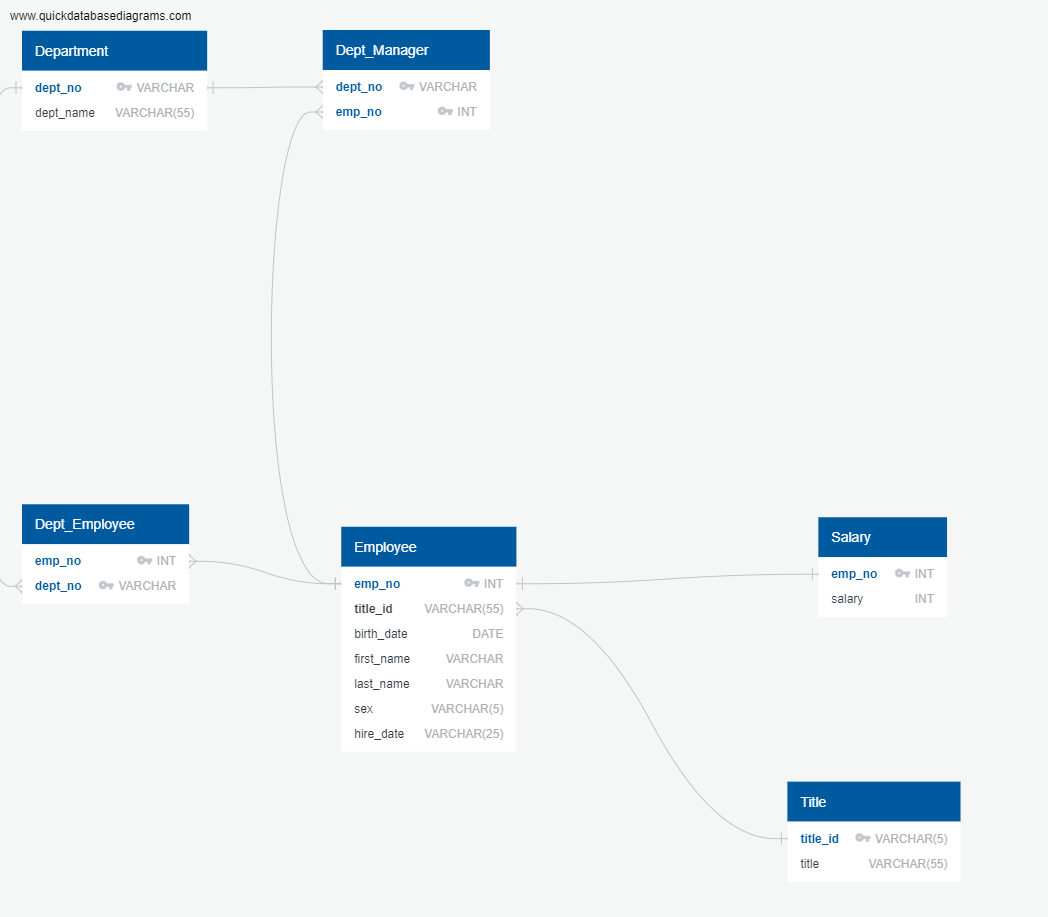 www.quickdatabasediagrams.com
Department
dept_no VARCHAR
dept_name VARCHAR(55)
Dept_Manager
dept_no VARCHAR
emp_no INT
Dept_Employee
emp_no INT
dept_no VARCHAR
Employee
emp_no INT
title_id VARCHAR(55)
birth_date DATE
first_name VARCHAR
last_name VARCHAR
sex VARCHAR(5)
hire_date VARCHAR(25)
Salary
emp_no INT
salary INT
Title
title_id VARCHAR(5)
title VARCHAR(55)